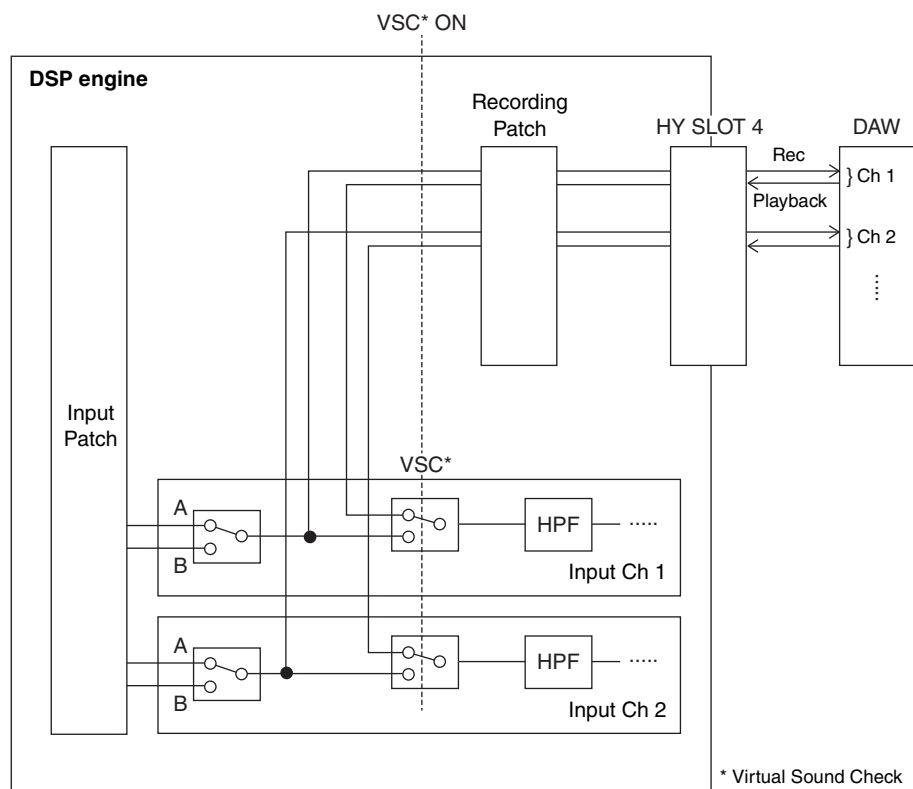 VSC* ON
DSP engine
Recording
Patch
HY SLOT 4
DAW
Rec
Playback
} Ch 1
} Ch 2
Input
Patch
VSC*
A
B
HPF
Input Ch 1
A
B
HPF
Input Ch 2
* Virtual Sound Check